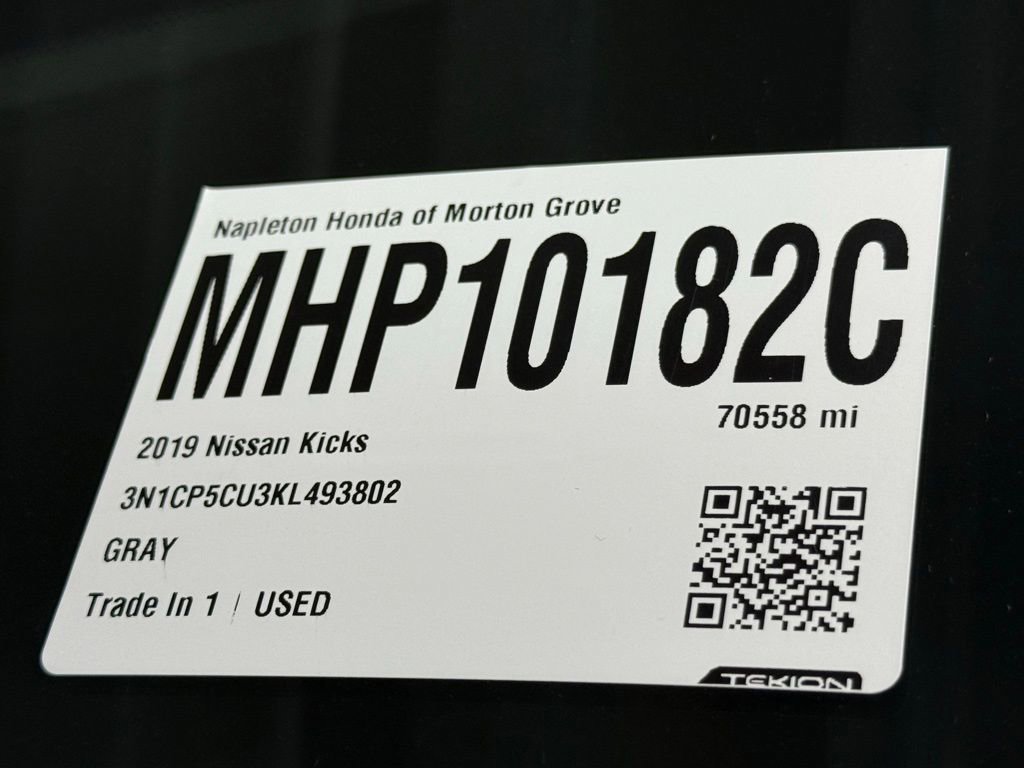 Napleton Honda of Morton Grove
MHP10182C
70558 mi
2019 Nissan Kicks
3N1CP5CU3KL493802
GRAY
Trade In 1 / USED
TEKION